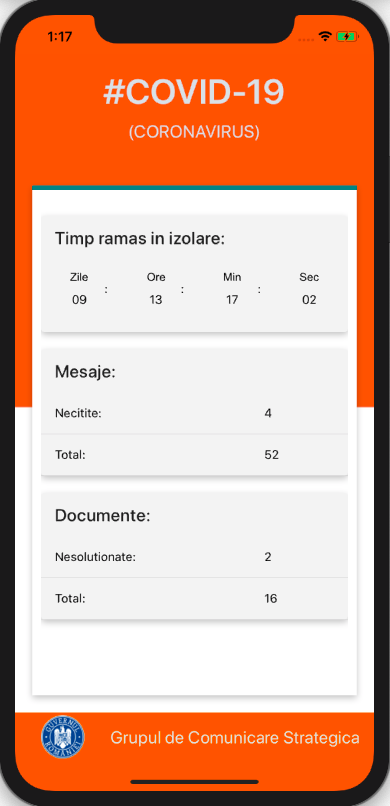 1:17
#COVID-19
(CORONAVIRUS)
Timp ramas in izolare:
Zile Ore Min Sec
09 : 13 : 17 : 02
Mesaje:
Necitite: 4
Total: 52
Documente:
Nesolutionate: 2
Total: 16
GUVERNUL ROMÂNIEI
Grupul de Comunicare Strategica